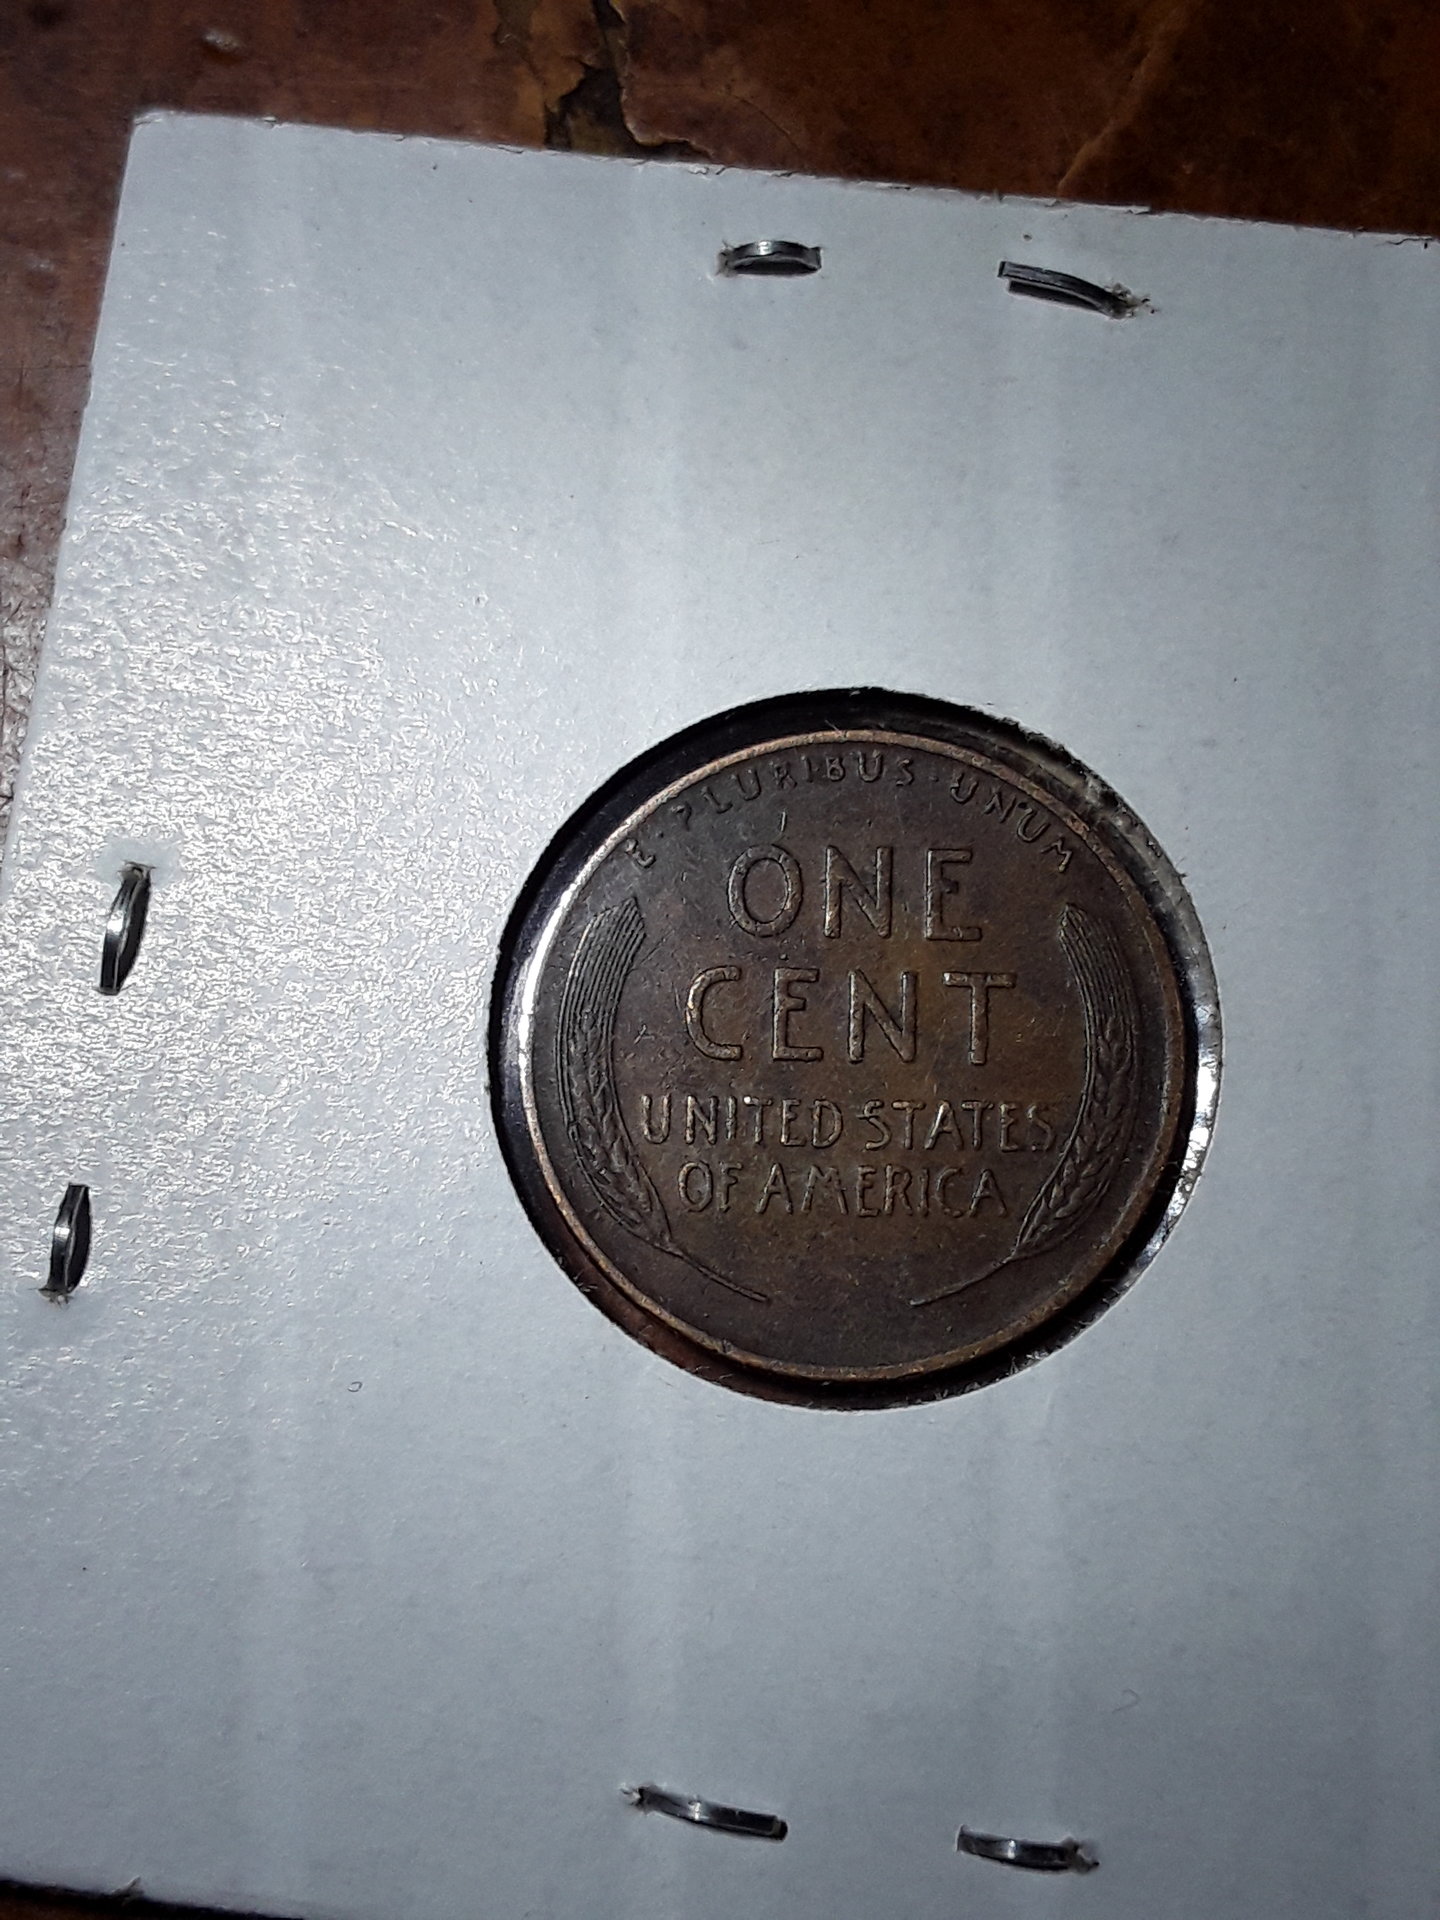 E · PLURIBUS · UNUM
ONE
CENT
UNITED STATES
OF AMERICA